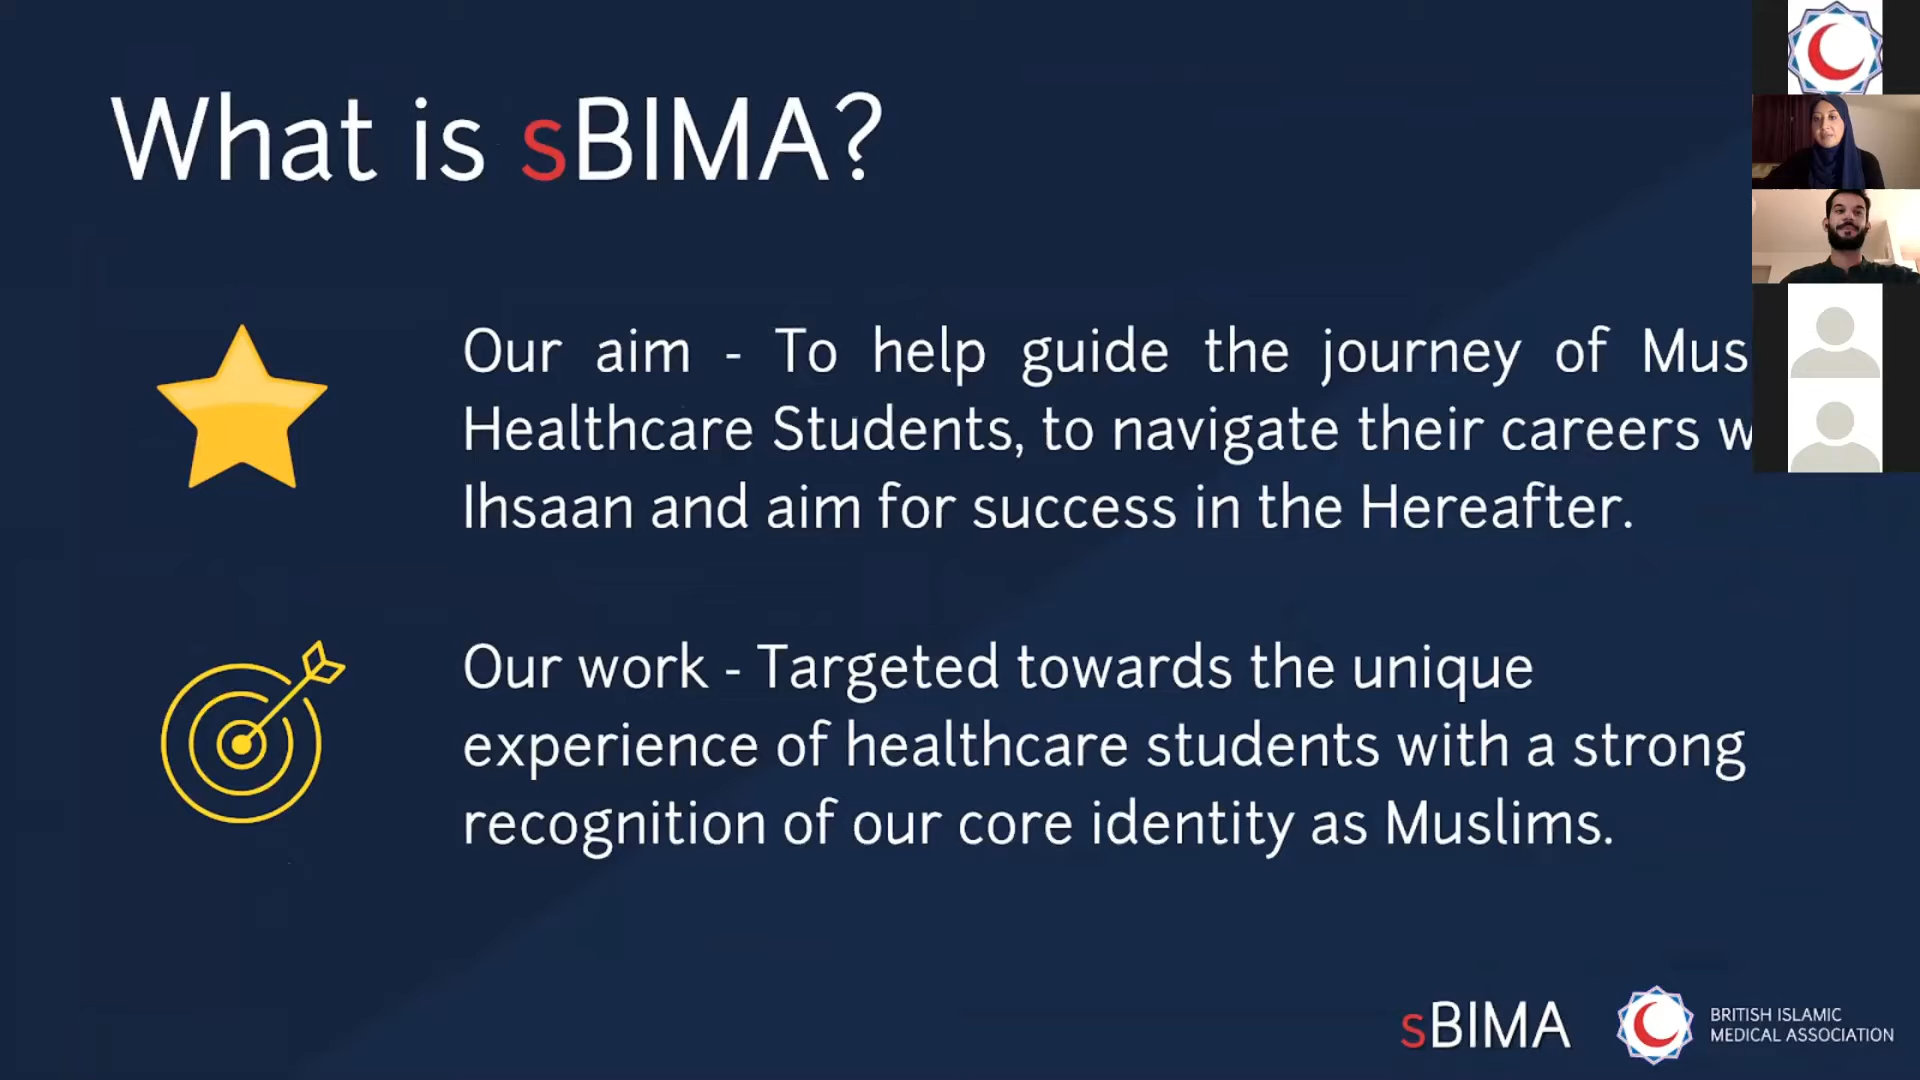 What is sBIMA?
Our aim - To help guide the journey of Mus
Healthcare Students, to navigate their careers w
Ihsaan and aim for success in the Hereafter.
Our work - Targeted towards the unique
experience of healthcare students with a strong
recognition of our core identity as Muslims.
sBIMA
BRITISH ISLAMIC
MEDICAL ASSOCIATION